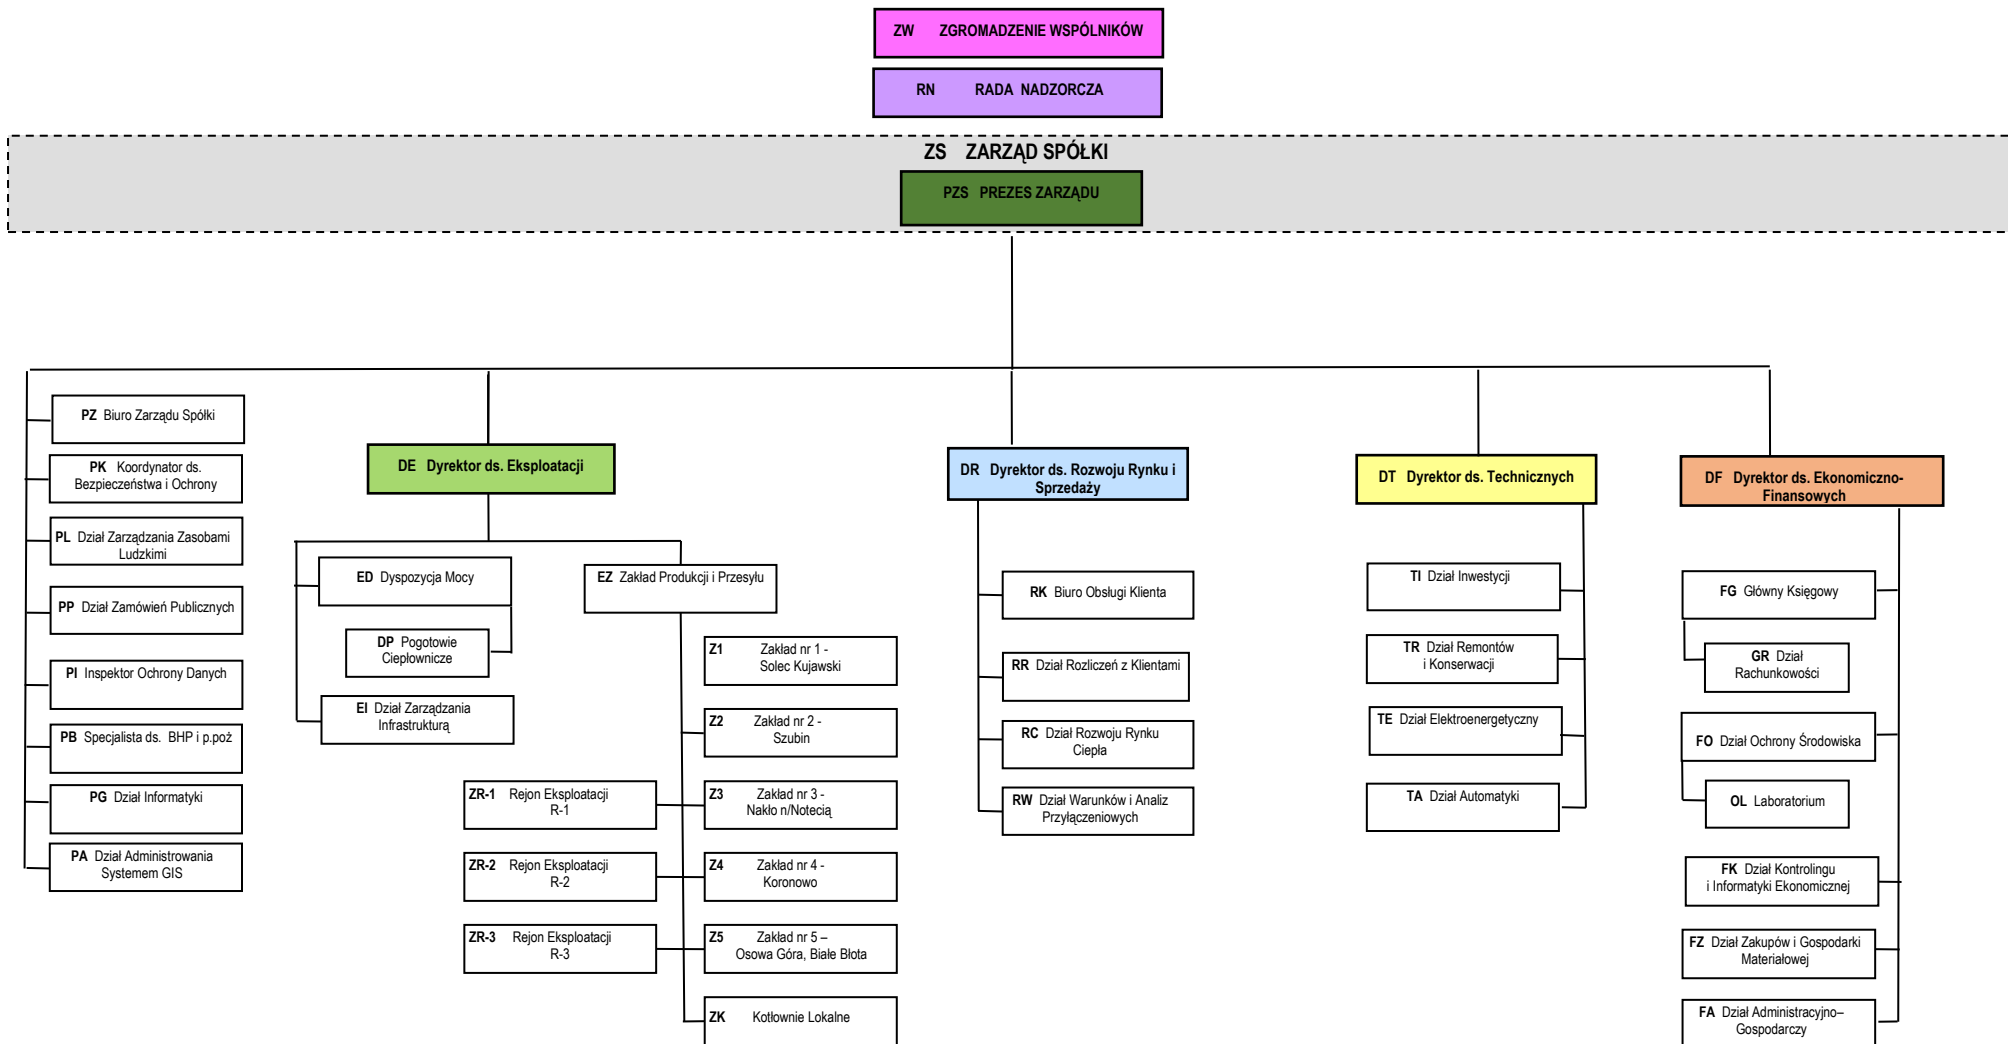 ZW ZGROMADZENIE WSPÓLNIKÓW
RN RADA NADZORCZA
ZS ZARZĄD SPÓŁKI
PZS PREZES ZARZĄDU
PZ Biuro Zarządu Spółki
PK Koordynator ds.
Bezpieczeństwa i Ochrony
PL Dział Zarządzania Zasobami
Ludzkimi
PP Dział Zamówień Publicznych
PI Inspektor Ochrony Danych
PB Specjalista ds. BHP i p.poż
PG Dział Informatyki
PA Dział Administrowania
Systemem GIS
DE Dyrektor ds. Eksploatacji
ED Dyspozycja Mocy
DP Pogotowie
Ciepłownicze
EI Dział Zarządzania
Infrastrukturą
EZ Zakład Produkcji i Przesyłu
Z1 Zakład nr 1 -
Solec Kujawski
Z2 Zakład nr 2 -
Szubin
ZR-1 Rejon Eksploatacji
R-1
Z3 Zakład nr 3 -
Nakło n/Notecią
ZR-2 Rejon Eksploatacji
R-2
Z4 Zakład nr 4 -
Koronowo
ZR-3 Rejon Eksploatacji
R-3
Z5 Zakład nr 5 –
Osowa Góra, Białe Błota
ZK Kotłownie Lokalne
DR Dyrektor ds. Rozwoju Rynku i
Sprzedaży
RK Biuro Obsługi Klienta
RR Dział Rozliczeń z Klientami
RC Dział Rozwoju Rynku
Ciepła
RW Dział Warunków i Analiz
Przyłączeniowych
DT Dyrektor ds. Technicznych
TI Dział Inwestycji
TR Dział Remontów
i Konserwacji
TE Dział Elektroenergetyczny
TA Dział Automatyki
DF Dyrektor ds. Ekonomiczno-
Finansowych
FG Główny Księgowy
GR Dział
Rachunkowości
FO Dział Ochrony Środowiska
OL Laboratorium
FK Dział Kontrolingu
i Informatyki Ekonomicznej
FZ Dział Zakupów i Gospodarki
Materiałowej
FA Dział Administracyjno–
Gospodarczy